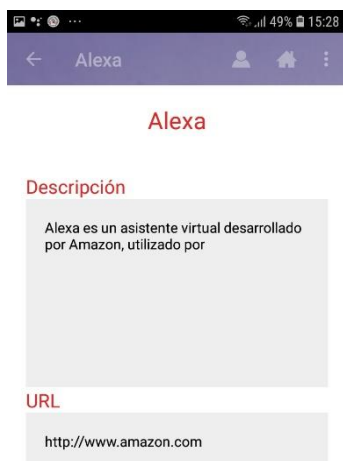 49% 15:28
Alexa
Alexa
Descripción
Alexa es un asistente virtual desarrollado
por Amazon, utilizado por
URL
http://www.amazon.com